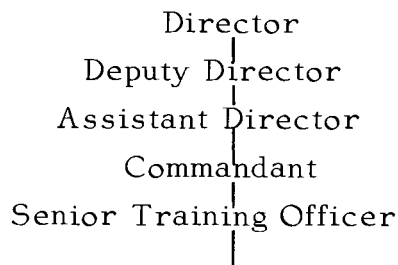 Director
Deputy Director
Assistant Director
Commandant
Senior Training Officer